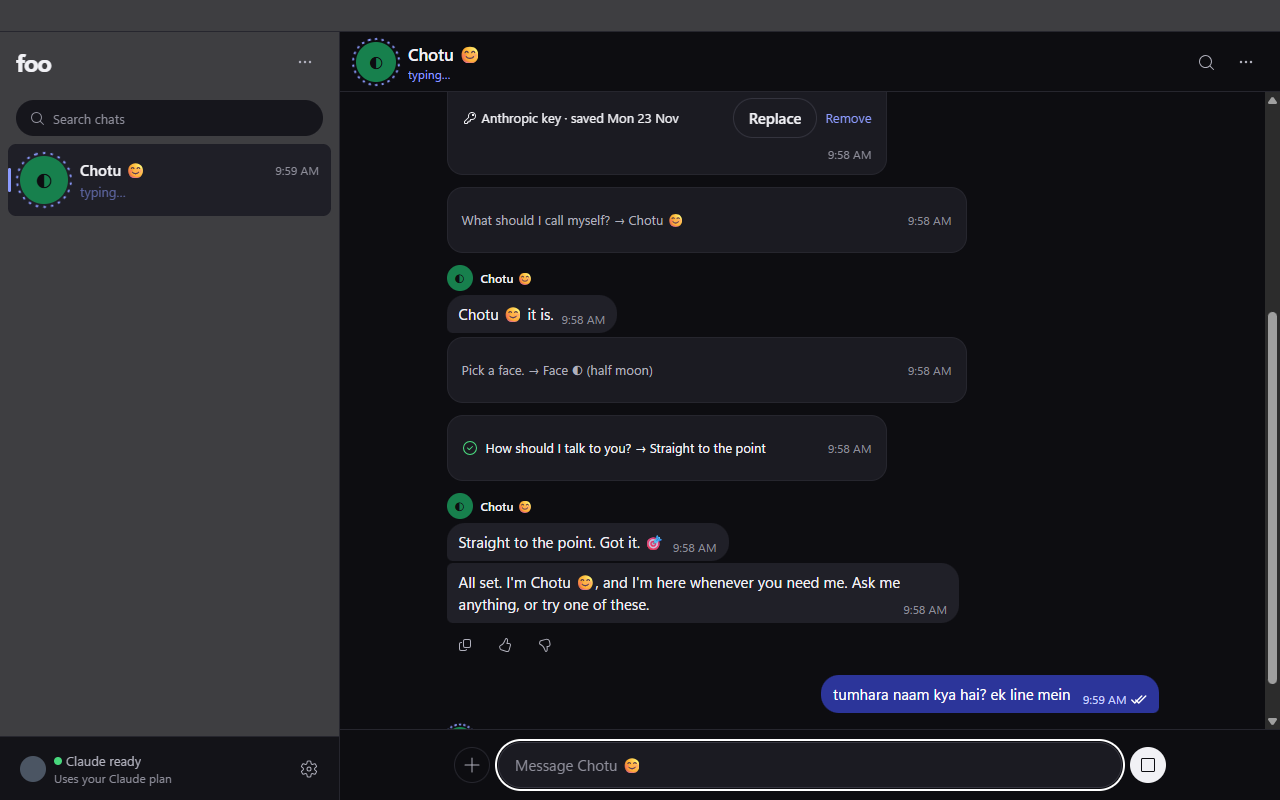 foo
...
Search chats
Chotu 😊
9:59 AM
typing...
Claude ready
Uses your Claude plan
Chotu 😊
typing...
...
Anthropic key · saved Mon 23 Nov
Replace
Remove
9:58 AM
What should I call myself? → Chotu 😊
9:58 AM
Chotu 😊
Chotu 😊 it is.
9:58 AM
Pick a face. → Face ◐ (half moon)
9:58 AM
How should I talk to you? → Straight to the point
9:58 AM
Chotu 😊
Straight to the point. Got it. 🎯
9:58 AM
All set. I'm Chotu 😊, and I'm here whenever you need me. Ask me
anything, or try one of these.
9:58 AM
tumhara naam kya hai? ek line mein
9:59 AM
Message Chotu 😊